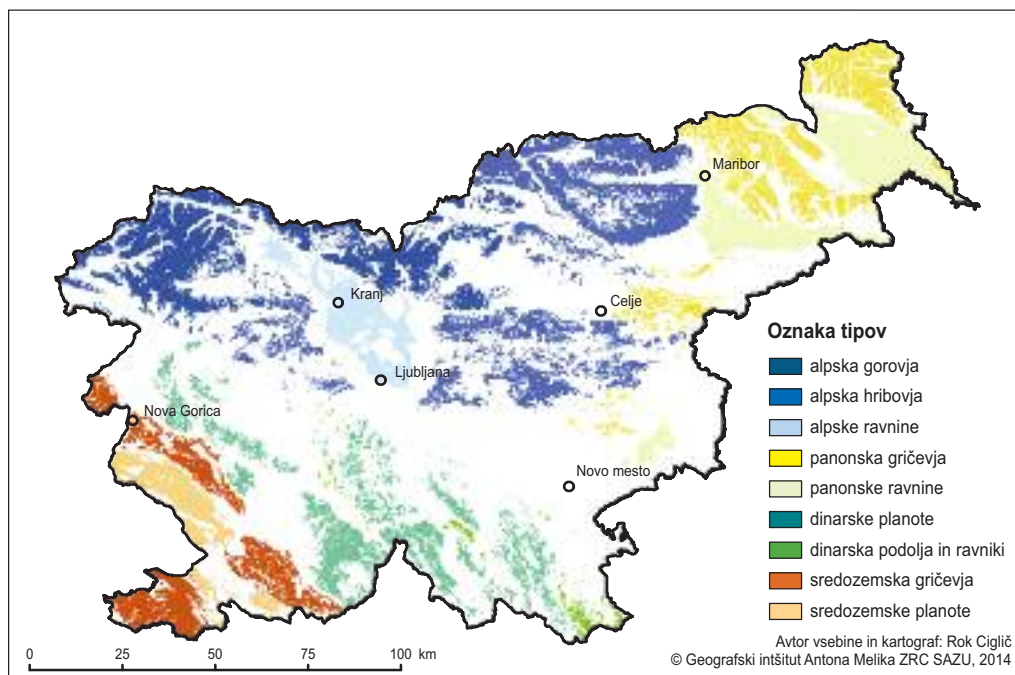 Maribor
Kranj
Celje
Ljubljana
Nova Gorica
Novo mesto
Oznaka tipov
alpska gorovja
alpska hribovja
alpske ravnine
panonska gričevja
panonske ravnine
dinarske planote
dinarska podolja in ravniki
sredozemska gričevja
sredozemske planote
0 25 50 75 100 km
Avtor vsebine in kartograf: Rok Ciglič
© Geografski intšitut Antona Melika ZRC SAZU, 2014